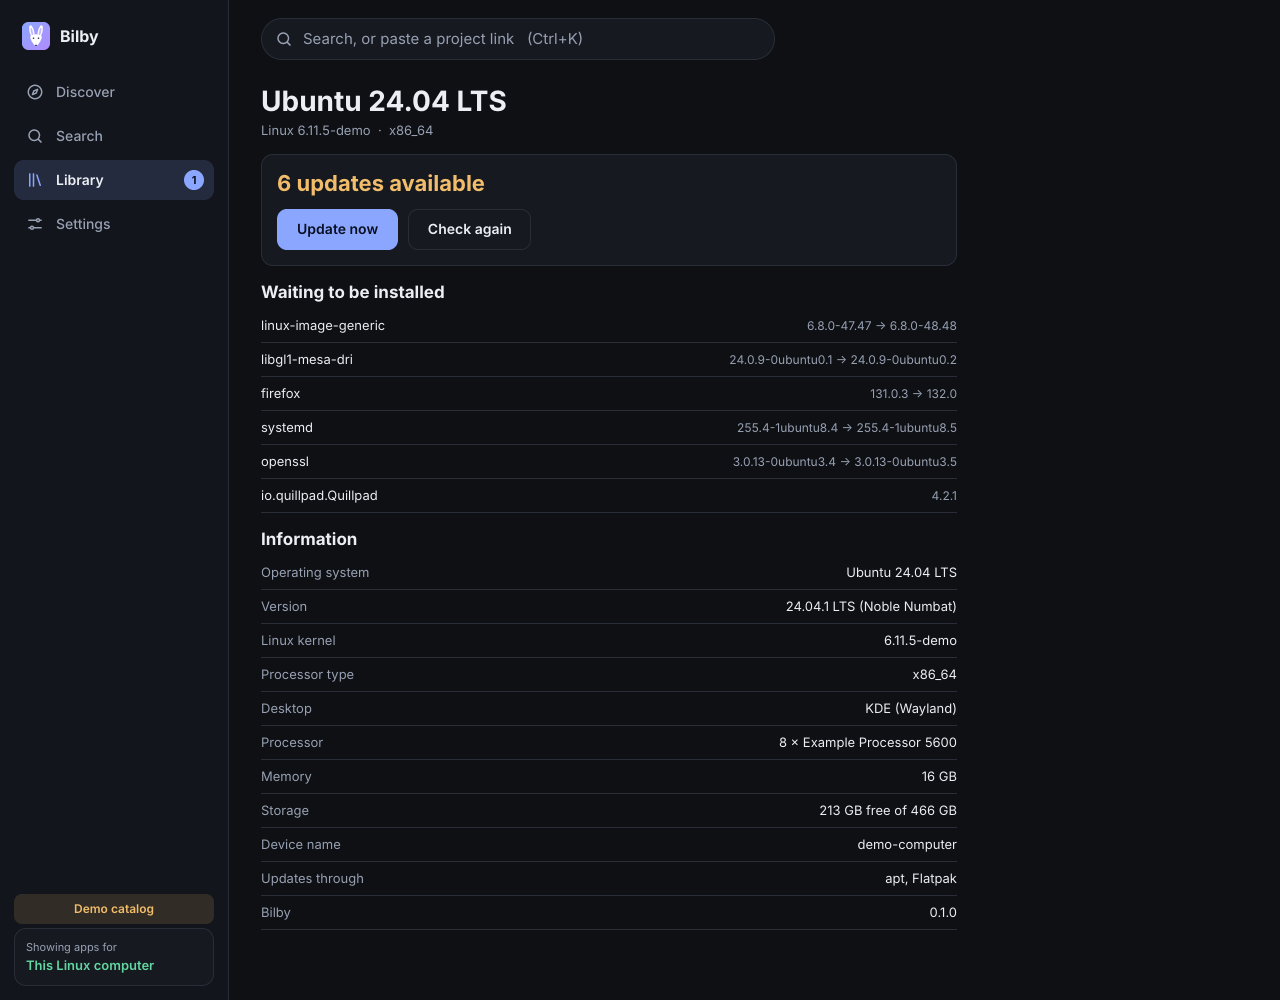 Bilby
Discover
Search
Library 1
Settings
Demo catalog
Showing apps for
This Linux computer
Search, or paste a project link (Ctrl+K)
Ubuntu 24.04 LTS
Linux 6.11.5-demo · x86_64
6 updates available
Update now
Check again
Waiting to be installed
linux-image-generic 6.8.0-47.47 → 6.8.0-48.48
libgl1-mesa-dri 24.0.9-0ubuntu0.1 → 24.0.9-0ubuntu0.2
firefox 131.0.3 → 132.0
systemd 255.4-1ubuntu8.4 → 255.4-1ubuntu8.5
openssl 3.0.13-0ubuntu3.4 → 3.0.13-0ubuntu3.5
io.quillpad.Quillpad 4.2.1
Information
Operating system Ubuntu 24.04 LTS
Version 24.04.1 LTS (Noble Numbat)
Linux kernel 6.11.5-demo
Processor type x86_64
Desktop KDE (Wayland)
Processor 8 × Example Processor 5600
Memory 16 GB
Storage 213 GB free of 466 GB
Device name demo-computer
Updates through apt, Flatpak
Bilby 0.1.0